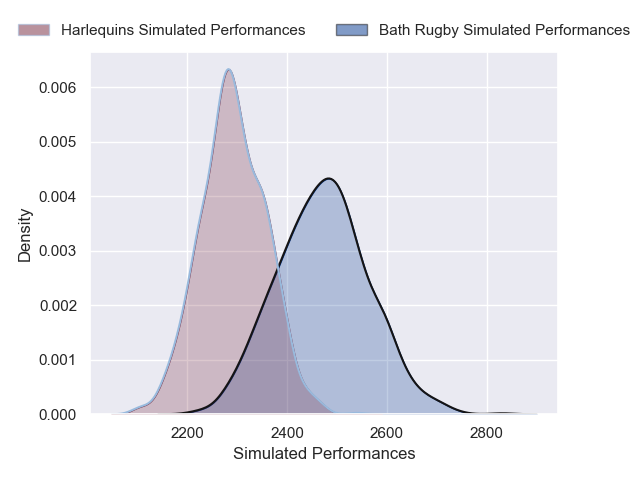 Harlequins Simulated Performances
Bath Rugby Simulated Performances
0.006
0.005
0.004
0.003
0.002
0.001
0.000
Density
2200
2400
2600
2800
Simulated Performances